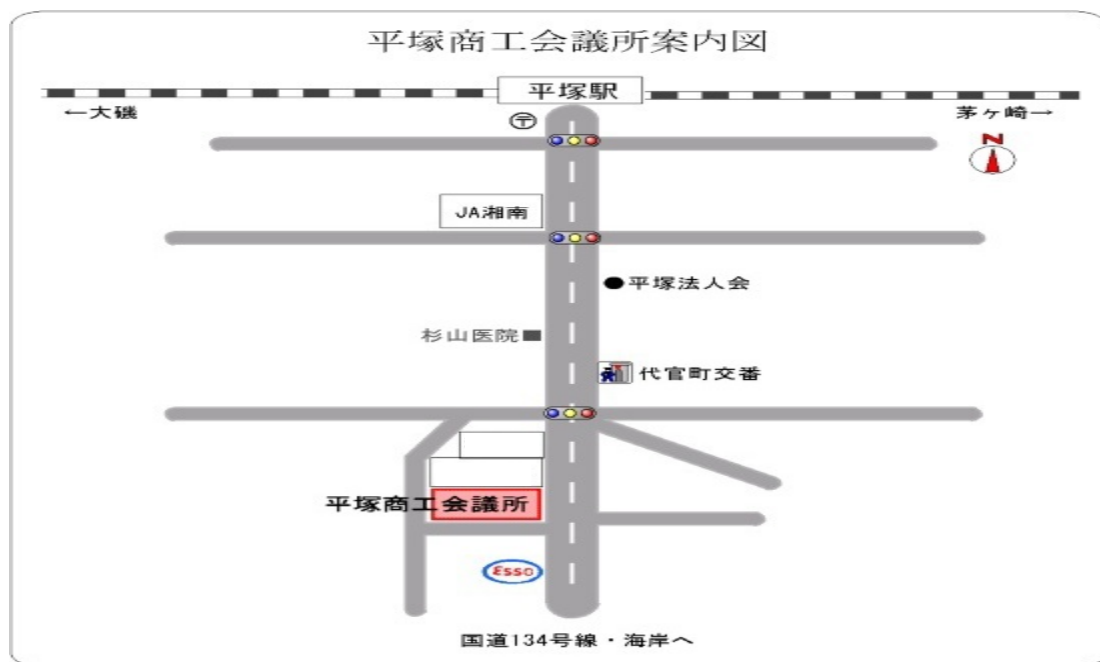 平塚商工会議所案内図
平塚駅
←大磯
茅ヶ崎→
〒
N
JA湘南
平塚法人会
杉山医院
代官町交番
平塚商工会議所
Esso
国道134号線・海岸へ